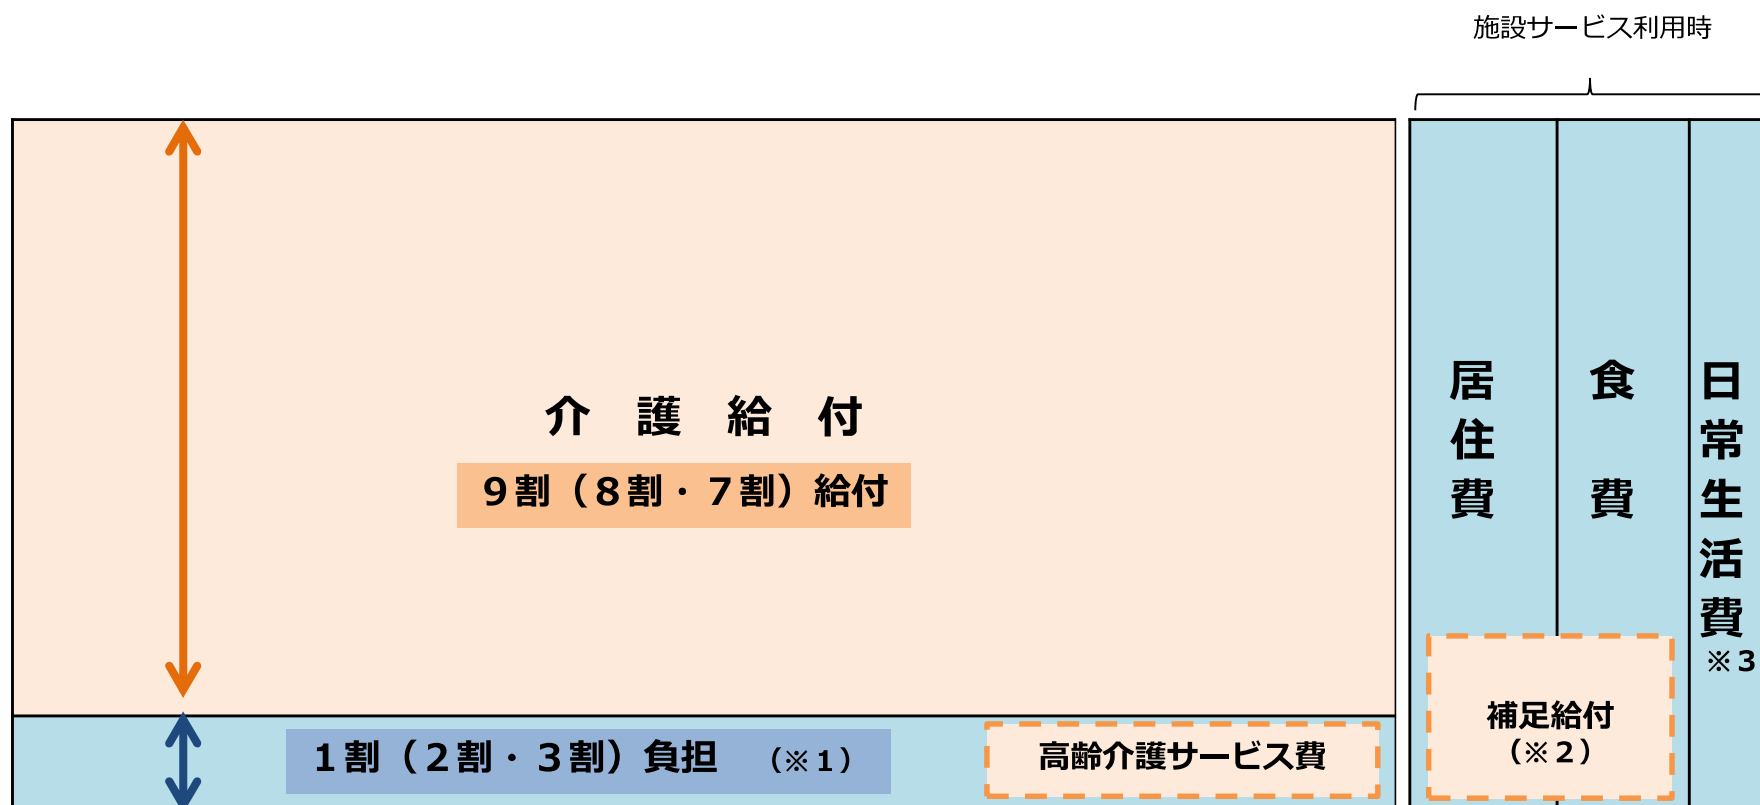 施設サービス利用時
介護給付
９割（８割・７割）給付
１割（２割・３割）負担　（※１）
高齢介護サービス費
居住費
食費
日常生活費
※３
補足給付
（※２）